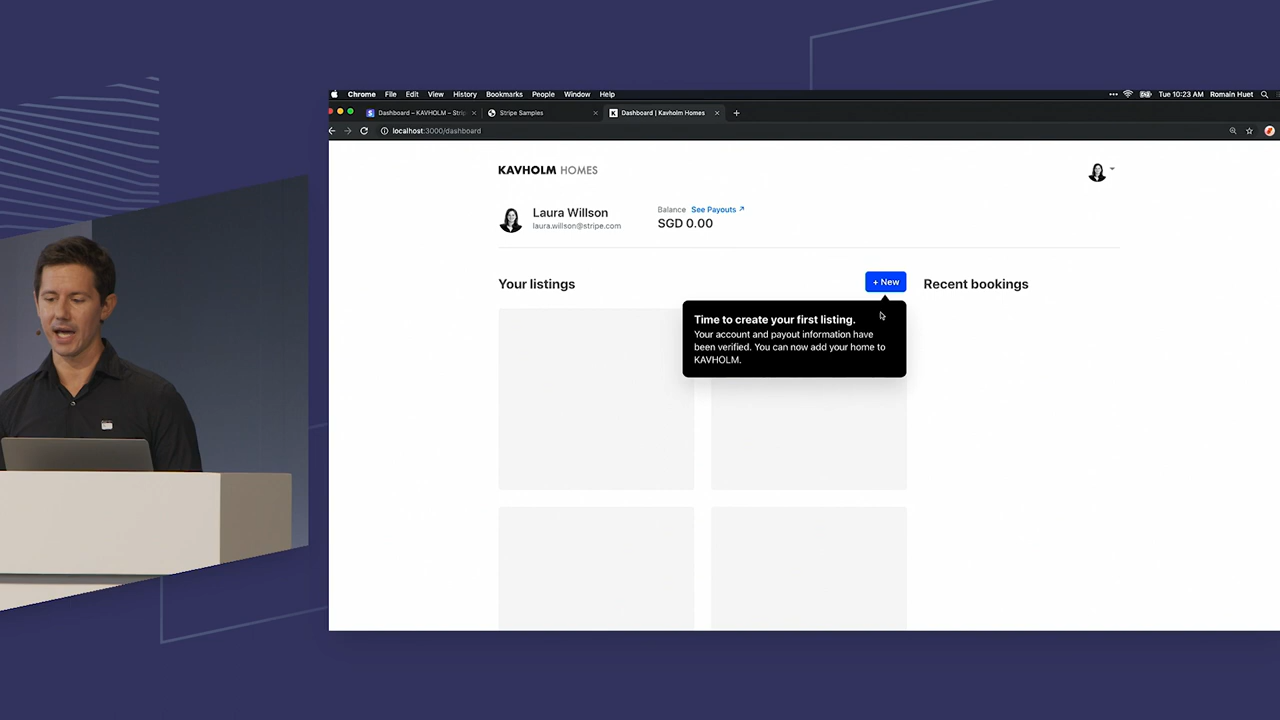 Chrome File Edit View History Bookmarks People Window Help
Tue 10:23 AM Romain Huet
Dashboard – KAVHOLM – Strip
Stripe Samples
Dashboard | Kavholm Homes
localhost:3000/dashboard
KAVHOLM HOMES
Laura Willson
laura.willson@stripe.com
Balance See Payouts ↗
SGD 0.00
Your listings
+ New
Recent bookings
Time to create your first listing.
Your account and payout information have
been verified. You can now add your home to
KAVHOLM.